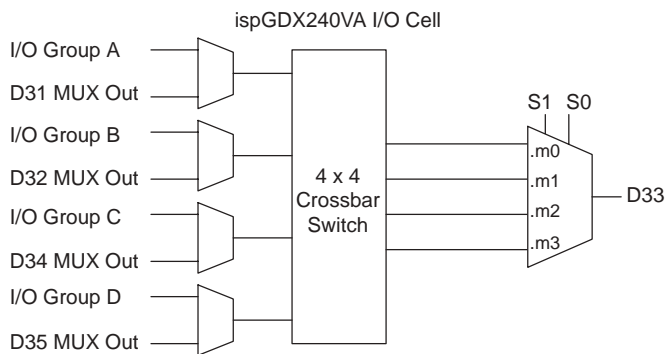 ispGDX240VA I/O Cell
I/O Group A
D31 MUX Out
I/O Group B
D32 MUX Out
I/O Group C
D34 MUX Out
I/O Group D
D35 MUX Out
4 x 4
Crossbar
Switch
S1 S0
.m0
.m1
.m2
.m3
D33